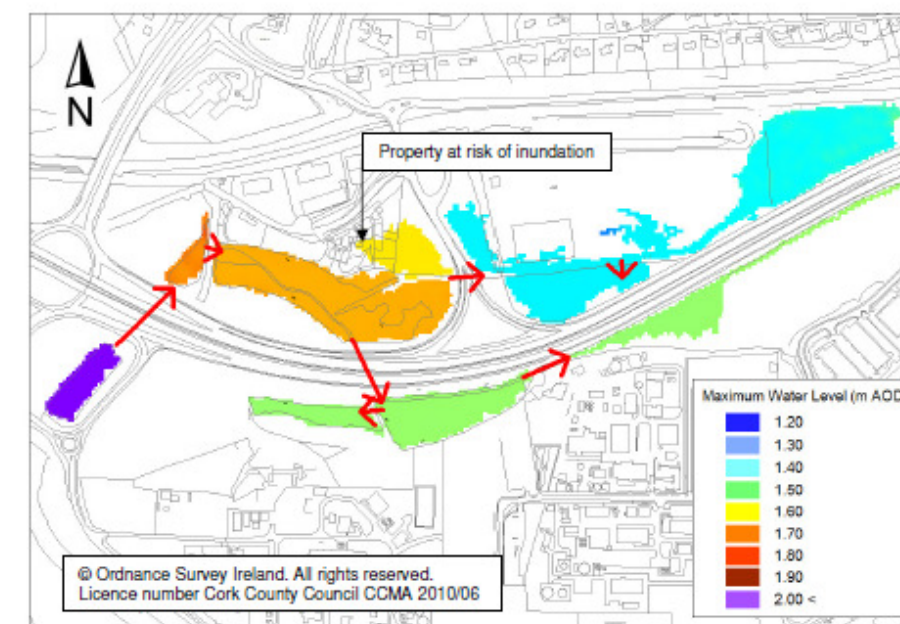 N
Property at risk of inundation
Maximum Water Level (m AOD
1.20
1.30
1.40
1.50
1.60
1.70
1.80
1.90
2.00 <
© Ordnance Survey Ireland. All rights reserved.
Licence number Cork County Council CCMA 2010/06